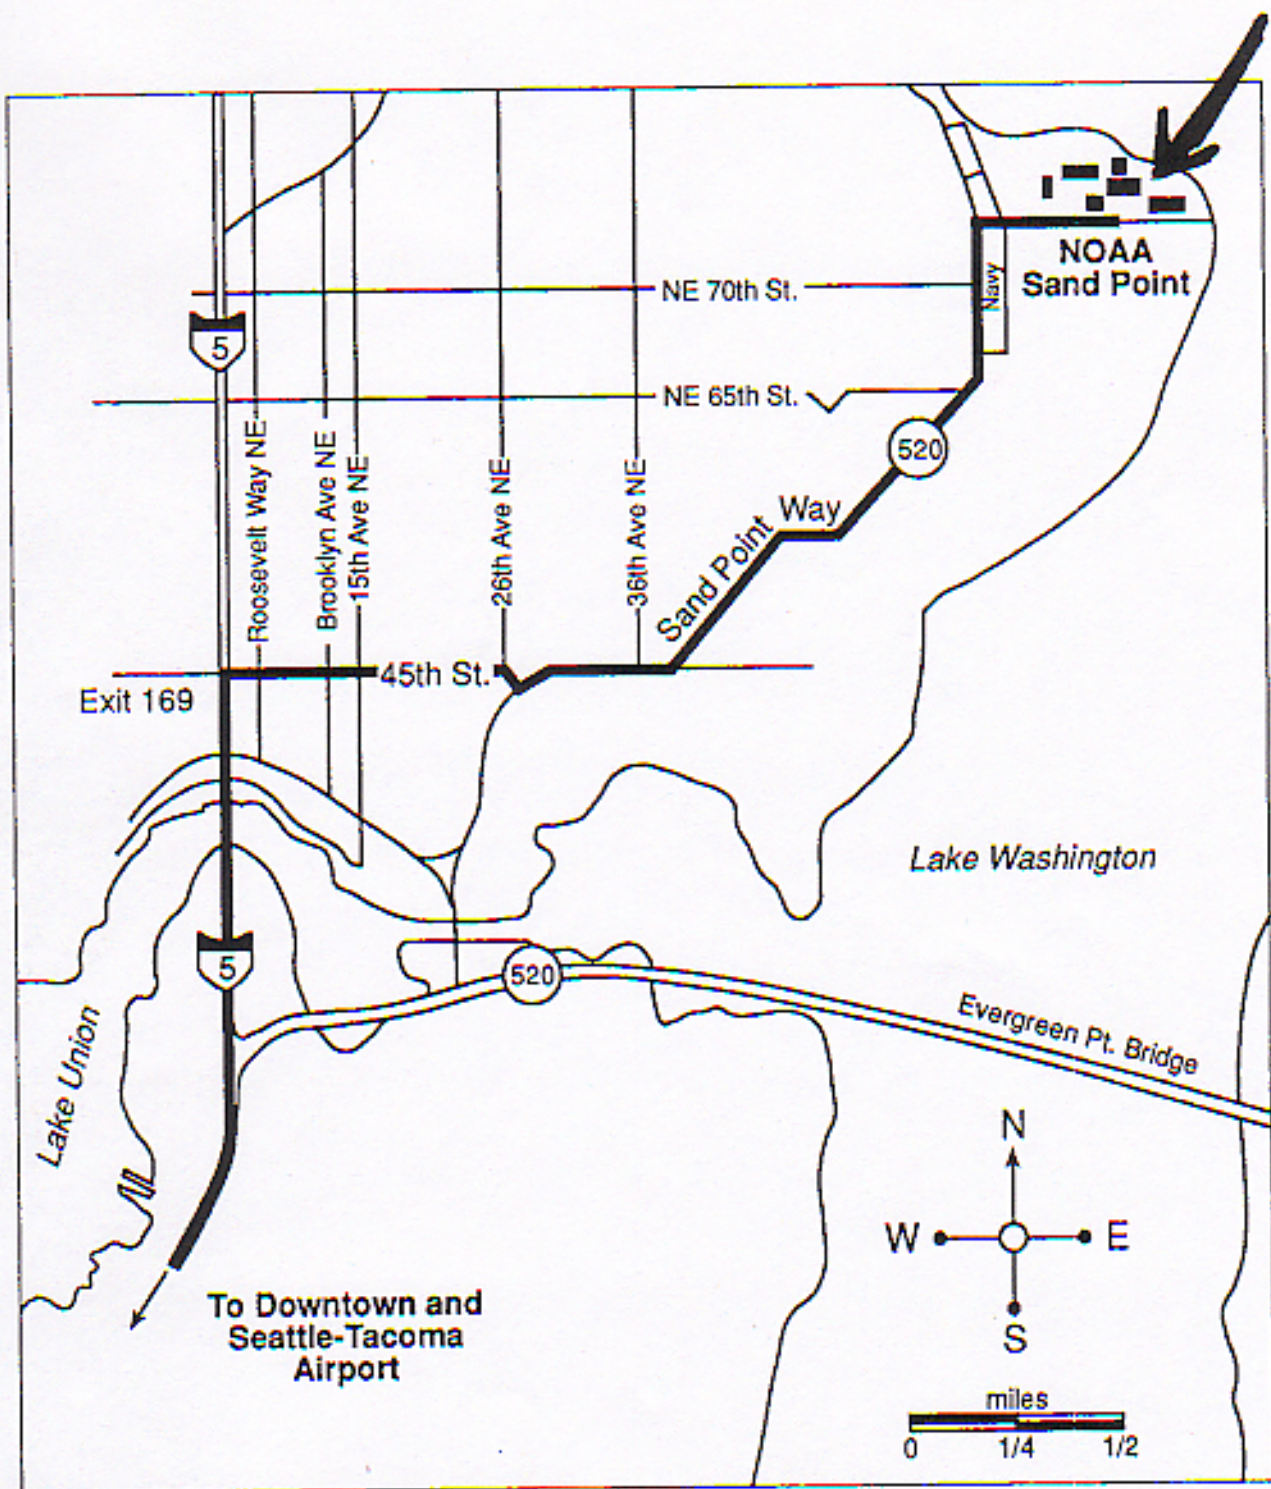 NOAA
Sand Point
Navy
NE 70th St.
5
NE 65th St.
520
Roosevelt Way NE
Brooklyn Ave NE
15th Ave NE
26th Ave NE
36th Ave NE
Sand Point Way
45th St.
Exit 169
Lake Washington
5
520
Evergreen Pt. Bridge
Lake Union
N
W E
S
To Downtown and
Seattle-Tacoma
Airport
miles
0 1/4 1/2